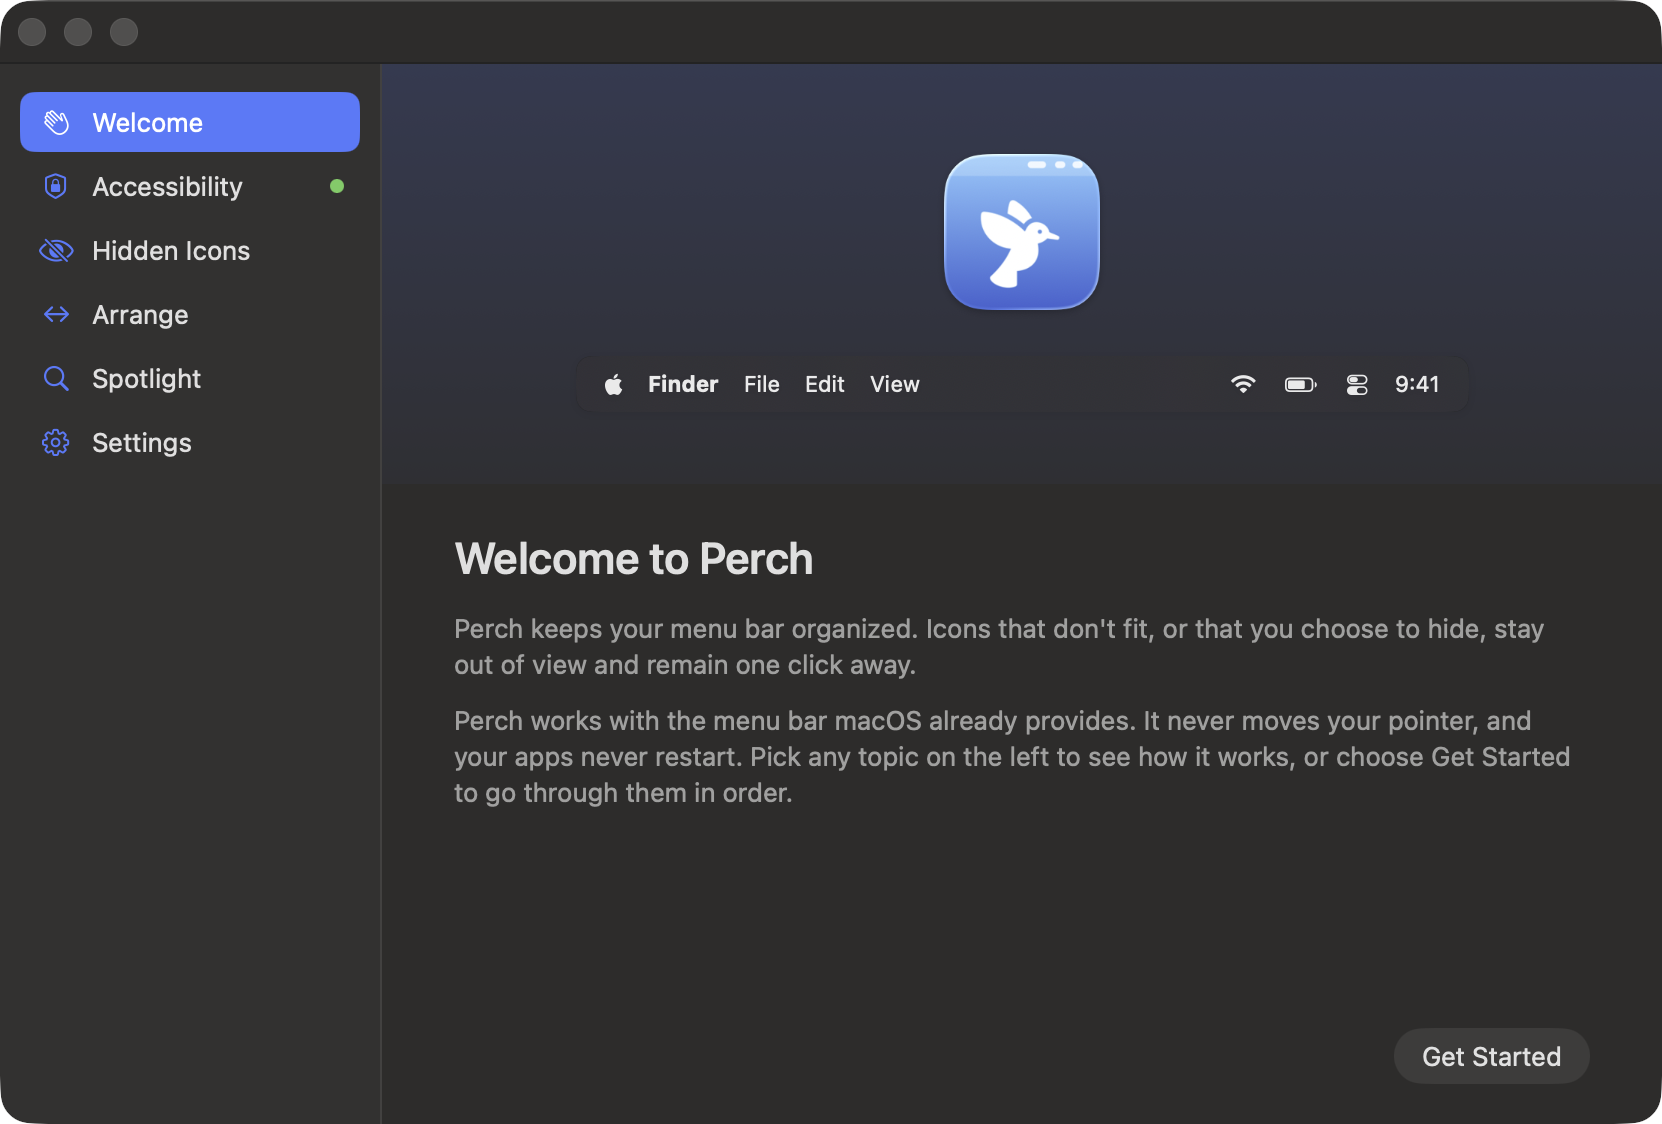 Welcome
Accessibility
Hidden Icons
Arrange
Spotlight
Settings
Finder File Edit View 9:41
Welcome to Perch
Perch keeps your menu bar organized. Icons that don't fit, or that you choose to hide, stay
out of view and remain one click away.
Perch works with the menu bar macOS already provides. It never moves your pointer, and
your apps never restart. Pick any topic on the left to see how it works, or choose Get Started
to go through them in order.
Get Started